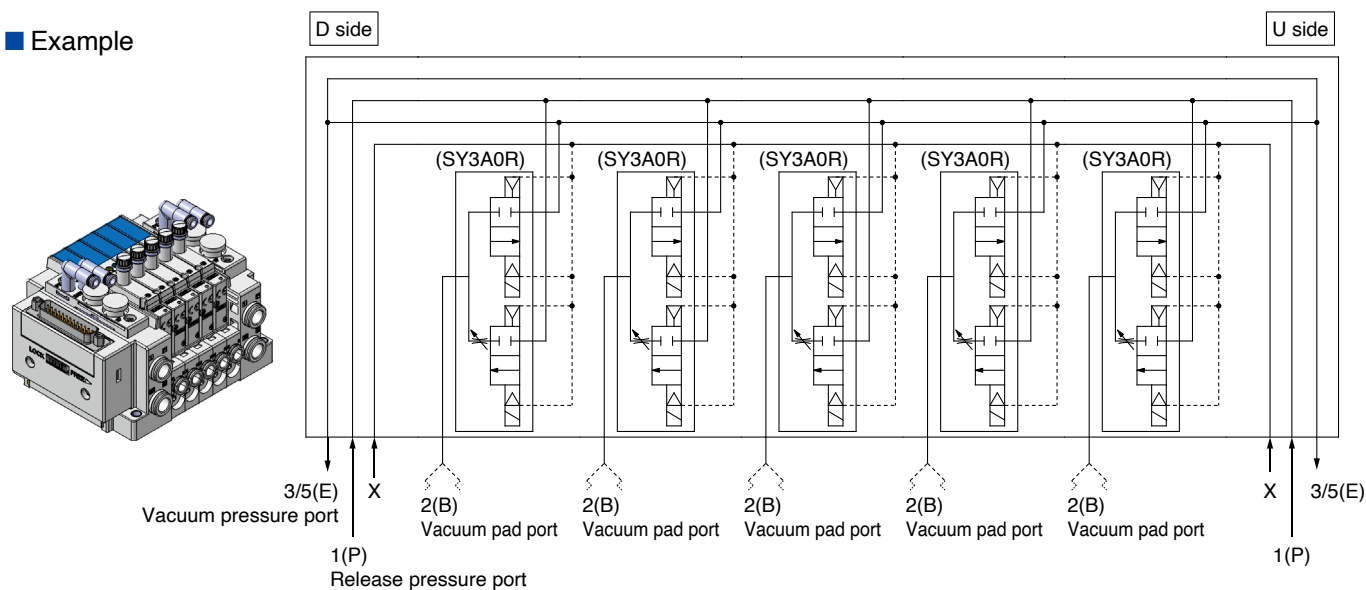 ■ Example
D side
U side
(SY3A0R) (SY3A0R) (SY3A0R) (SY3A0R) (SY3A0R)
3/5(E)
Vacuum pressure port
X
1(P)
Release pressure port
2(B)
Vacuum pad port
2(B)
Vacuum pad port
2(B)
Vacuum pad port
2(B)
Vacuum pad port
2(B)
Vacuum pad port
X
1(P)
3/5(E)